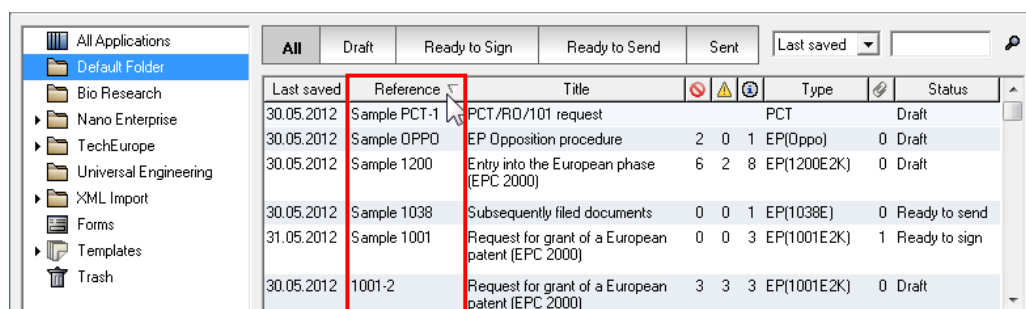 All Applications
Default Folder
Bio Research
Nano Enterprise
TechEurope
Universal Engineering
XML Import
Forms
Templates
Trash
All Draft Ready to Sign Ready to Send Sent Last saved
Last saved Reference Title Type Status
30.05.2012 Sample PCT-1 PCT/RO/101 request PCT Draft
30.05.2012 Sample OPPO EP Opposition procedure 2 0 1 EP(Oppo) 0 Draft
30.05.2012 Sample 1200 Entry into the European phase 6 2 8 EP(1200E2K) 0 Draft
(EPC 2000)
30.05.2012 Sample 1038 Subsequently filed documents 0 0 1 EP(1038E) 0 Ready to send
31.05.2012 Sample 1001 Request for grant of a European 0 0 3 EP(1001E2K) 1 Ready to sign
patent (EPC 2000)
30.05.2012 1001-2 Request for grant of a European 3 3 3 EP(1001E2K) 0 Draft
patent (EPC 2000)